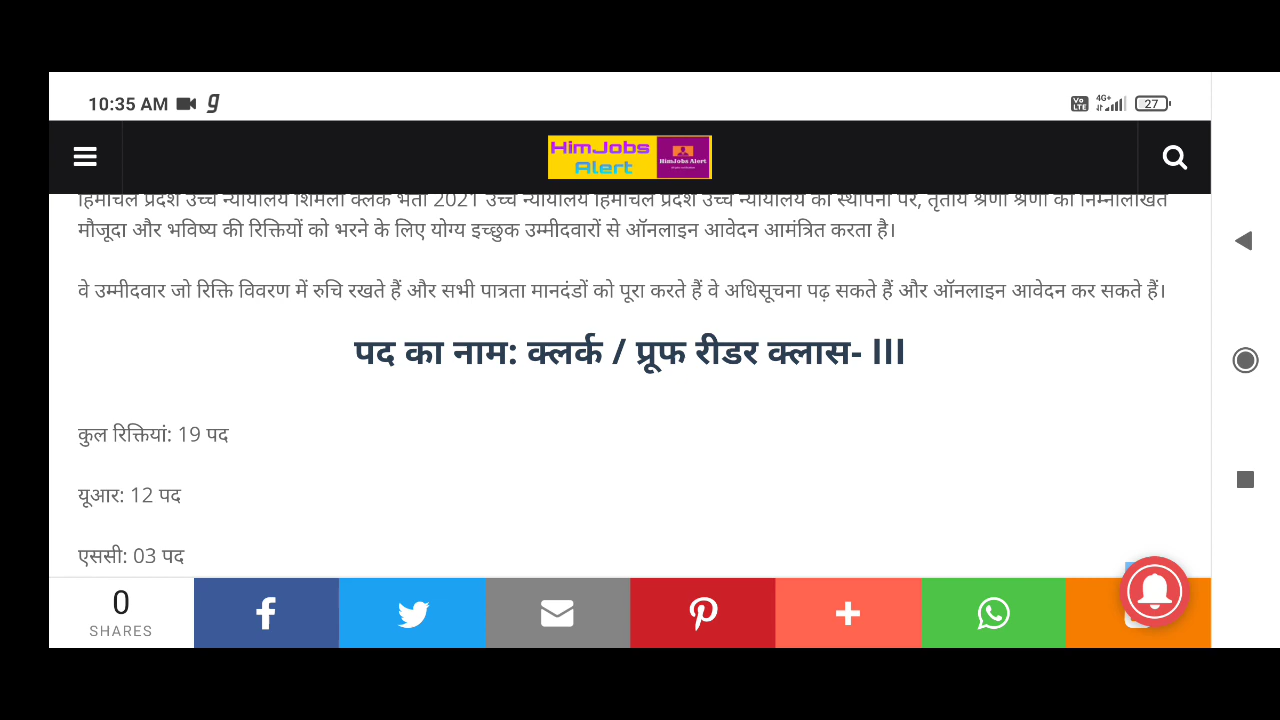 10:35 AM
Vo LTE 4G+ 27
HimJobs Alert
HimJobs Alert
हिमाचल प्रदेश उच्च न्यायालय शिमला क्लर्क भर्ती 2021 उच्च न्यायालय हिमाचल प्रदेश उच्च न्यायालय की स्थापना पर, तृतीय श्रेणी श्रेणी की निम्नलिखित
मौजूदा और भविष्य की रिक्तियों को भरने के लिए योग्य इच्छुक उम्मीदवारों से ऑनलाइन आवेदन आमंत्रित करता है।
वे उम्मीदवार जो रिक्ति विवरण में रुचि रखते हैं और सभी पात्रता मानदंडों को पूरा करते हैं वे अधिसूचना पढ़ सकते हैं और ऑनलाइन आवेदन कर सकते हैं।
पद का नाम: क्लर्क / प्रूफ रीडर क्लास- III
कुल रिक्तियां: 19 पद
यूआर: 12 पद
एससी: 03 पद
0
SHARES